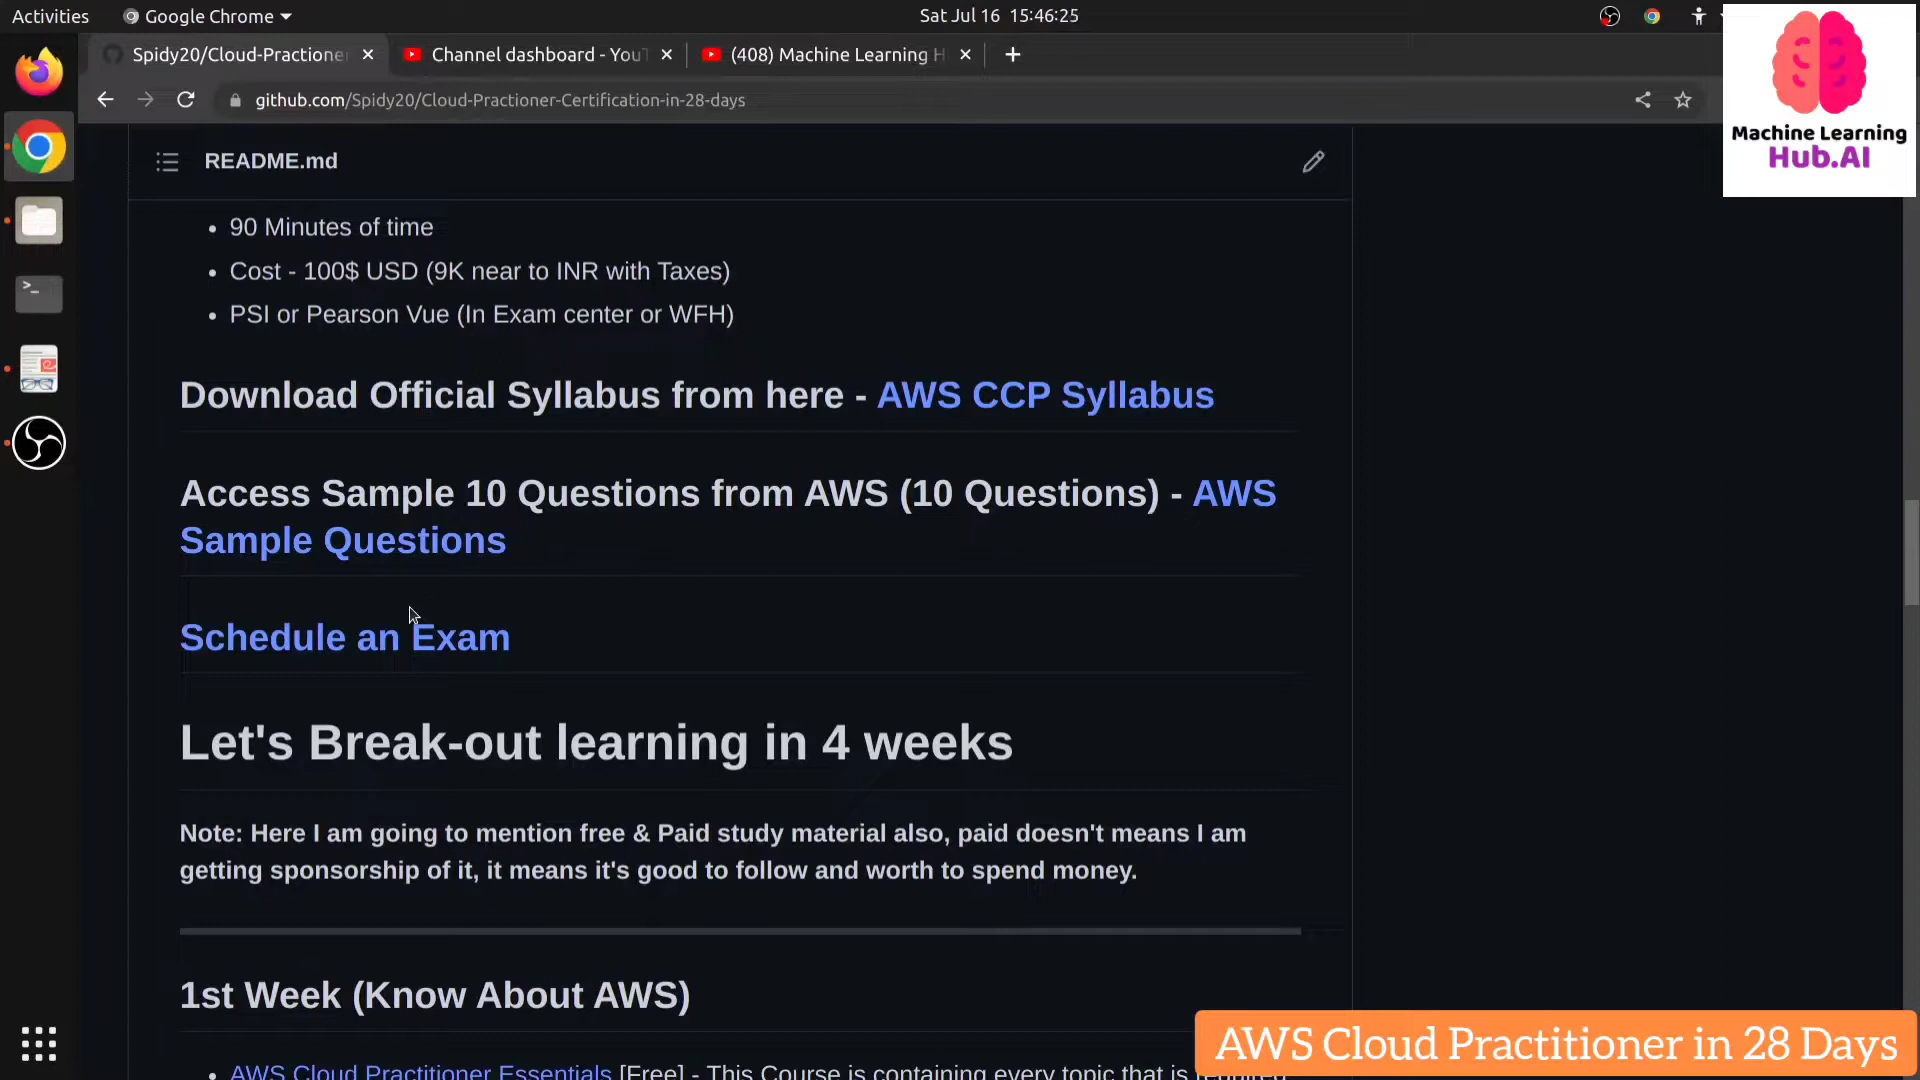 Activities
Google Chrome
Sat Jul 16 15:46:25
Spidy20/Cloud-Practione
Channel dashboard - YouT
(408) Machine Learning H
github.com/Spidy20/Cloud-Practioner-Certification-in-28-days
Machine Learning
Hub.AI
README.md
90 Minutes of time
Cost - 100$ USD (9K near to INR with Taxes)
PSI or Pearson Vue (In Exam center or WFH)
Download Official Syllabus from here - AWS CCP Syllabus
Access Sample 10 Questions from AWS (10 Questions) - AWS
Sample Questions
Schedule an Exam
Let's Break-out learning in 4 weeks
Note: Here I am going to mention free & Paid study material also, paid doesn't means I am
getting sponsorship of it, it means it's good to follow and worth to spend money.
1st Week (Know About AWS)
AWS Cloud Practitioner Essentials [Free] - This Course is containing every topic that is required
AWS Cloud Practitioner in 28 Days